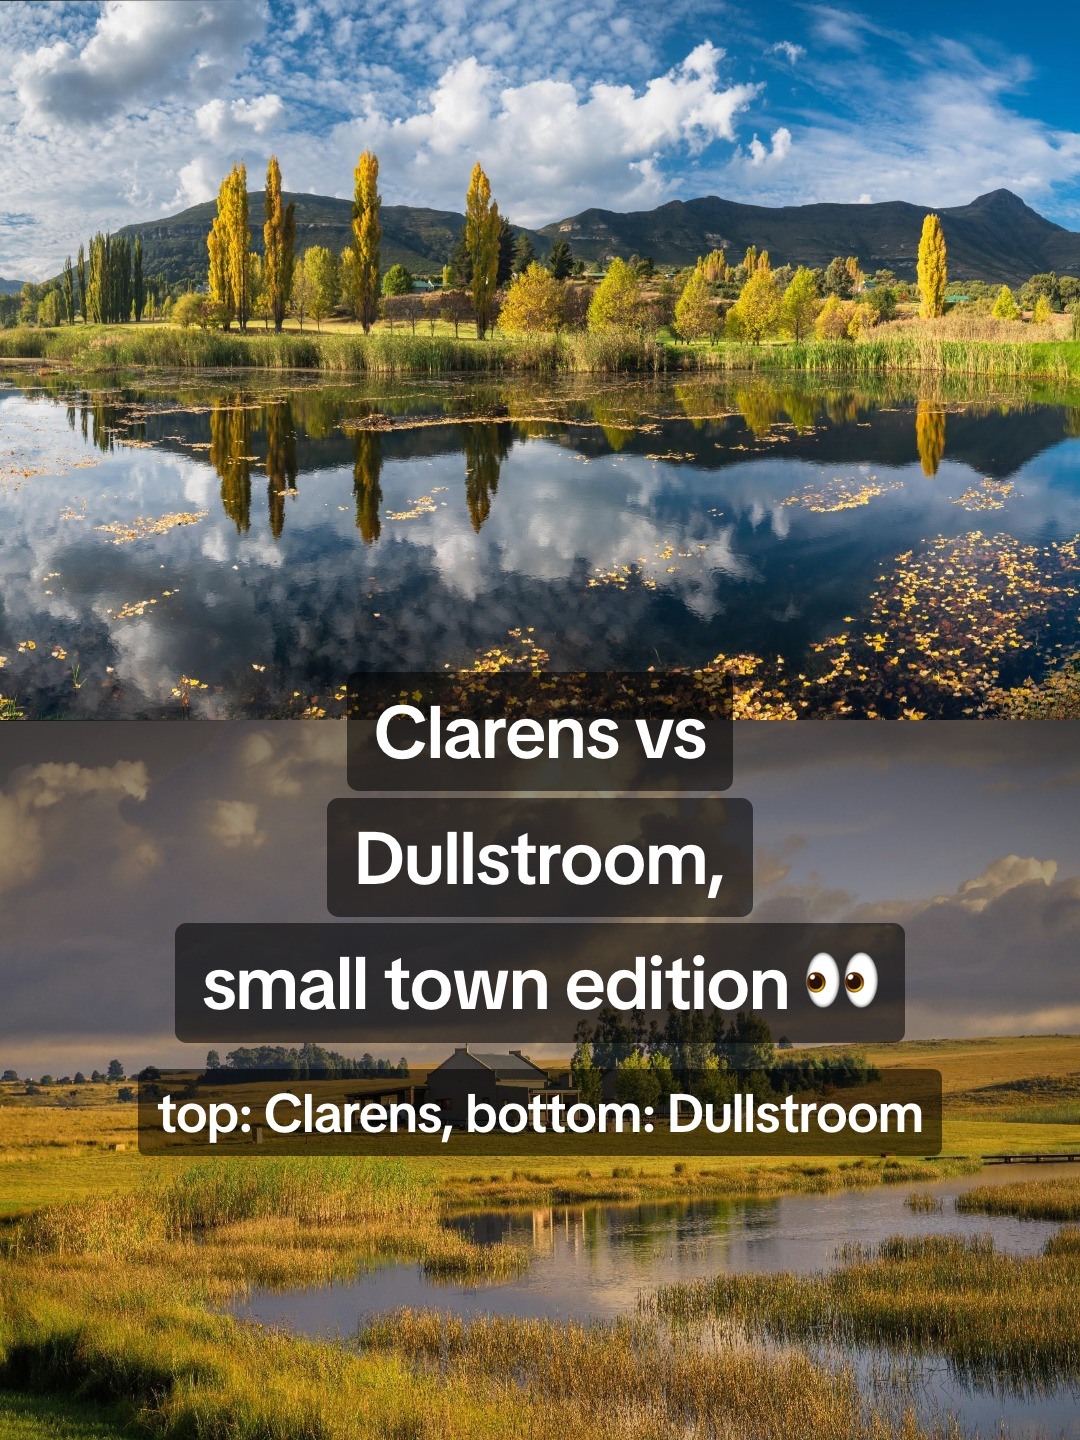 Clarens vs
Dullstroom,
small town edition 👀
top: Clarens, bottom: Dullstroom